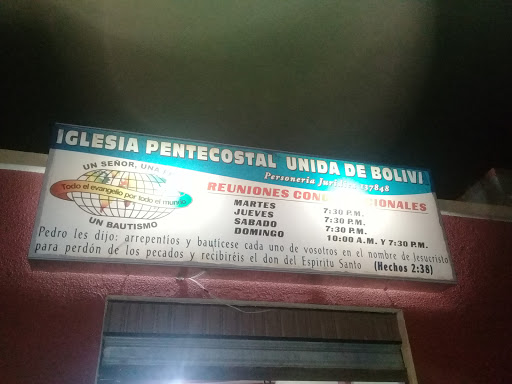 IGLESIA PENTECOSTAL UNIDA DE BOLIVI
Personería Jurídica 137848
UN SEÑOR, UNA
Todo el evangelio por todo el mundo
UN BAUTISMO
REUNIONES
MARTES 7:30 P.M.
JUEVES 7:30 P.M.
SABADO 7:30 P.M.
DOMINGO 10:00 A.M. Y 7:30 P.M.
Pedro les dijo: arrepentíos y bautícese cada uno de vosotros en el nombre de Jesucristo
para perdón de los pecados y recibiréis el don del Espíritu Santo (Hechos 2:38)